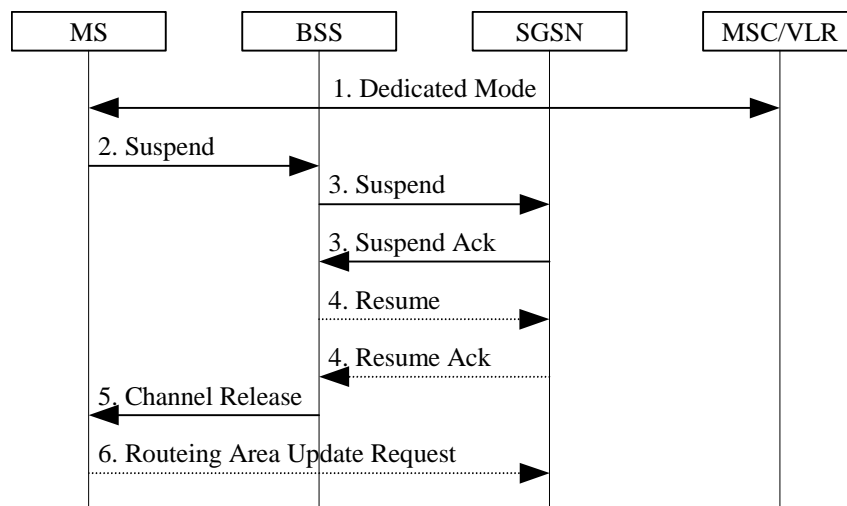 MS
BSS
SGSN
MSC/VLR
1. Dedicated Mode
2. Suspend
3. Suspend
3. Suspend Ack
4. Resume
4. Resume Ack
5. Channel Release
6. Routeing Area Update Request